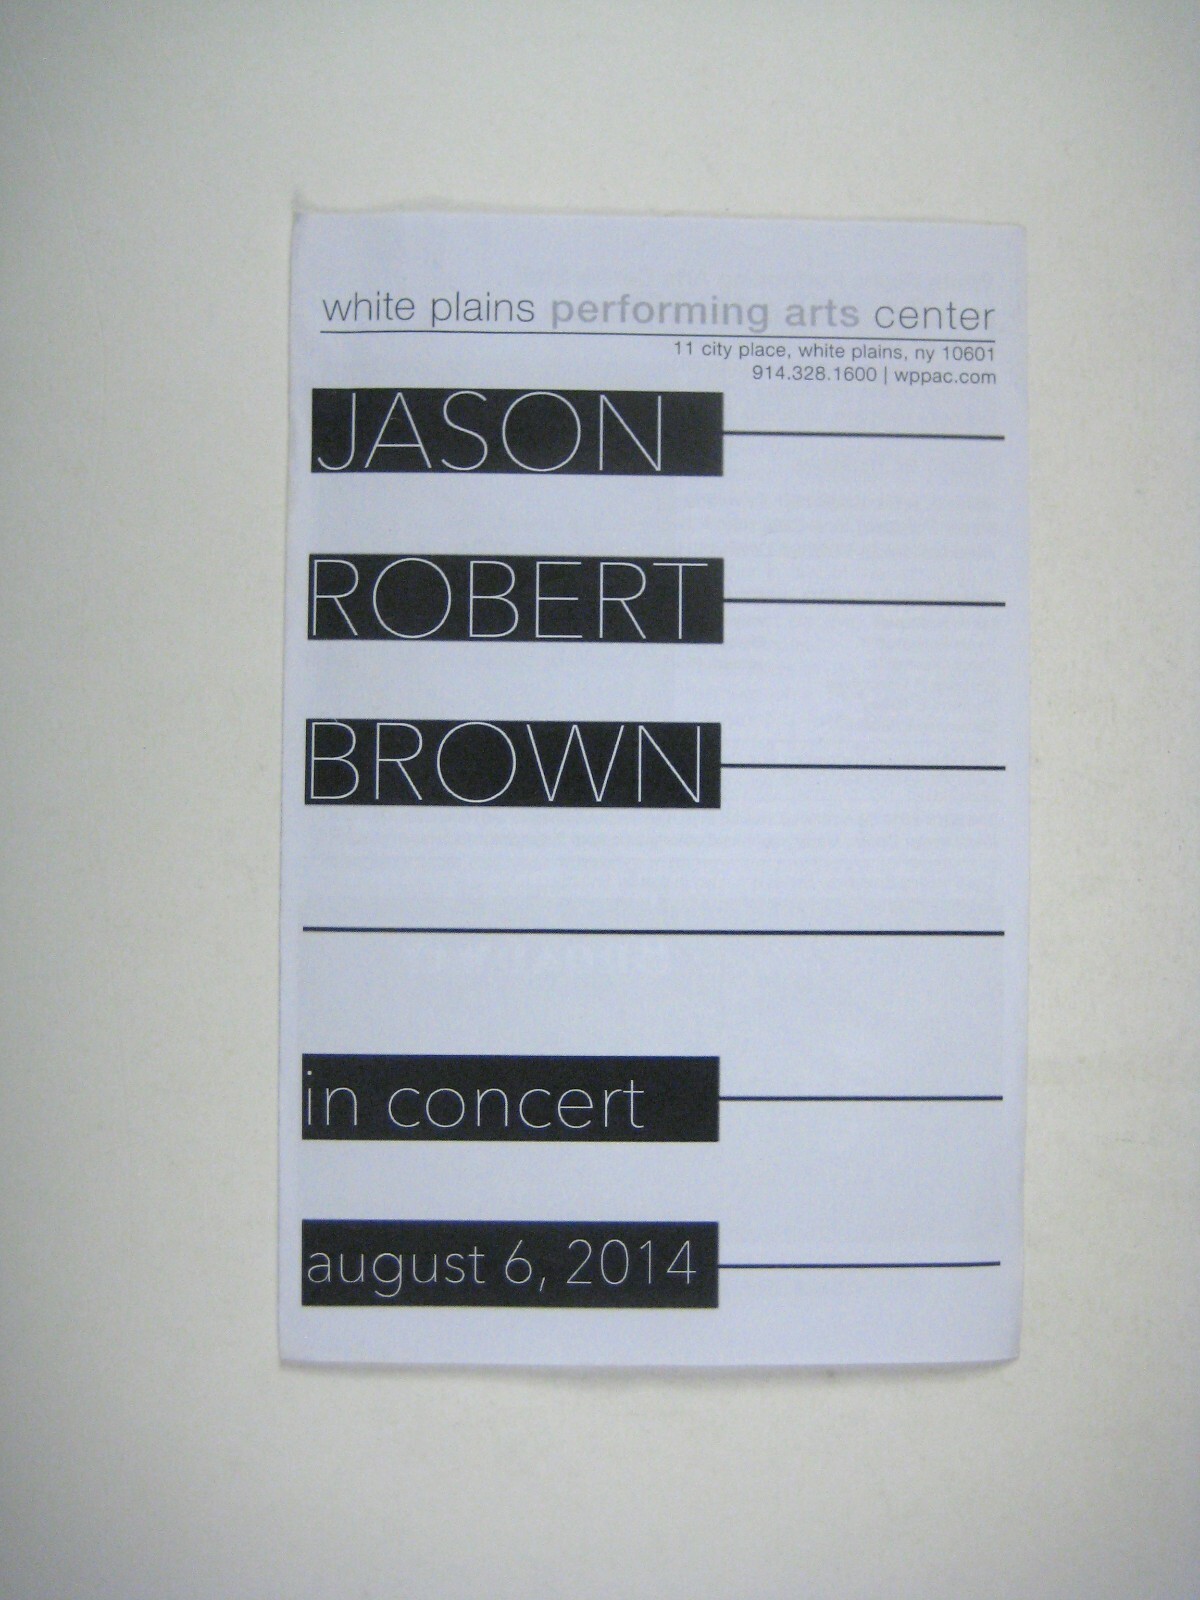 white plains performing arts center
11 city place, white plains, ny 10601
914.328.1600 | wppac.com
JASON
ROBERT
BROWN
in concert
august 6, 2014